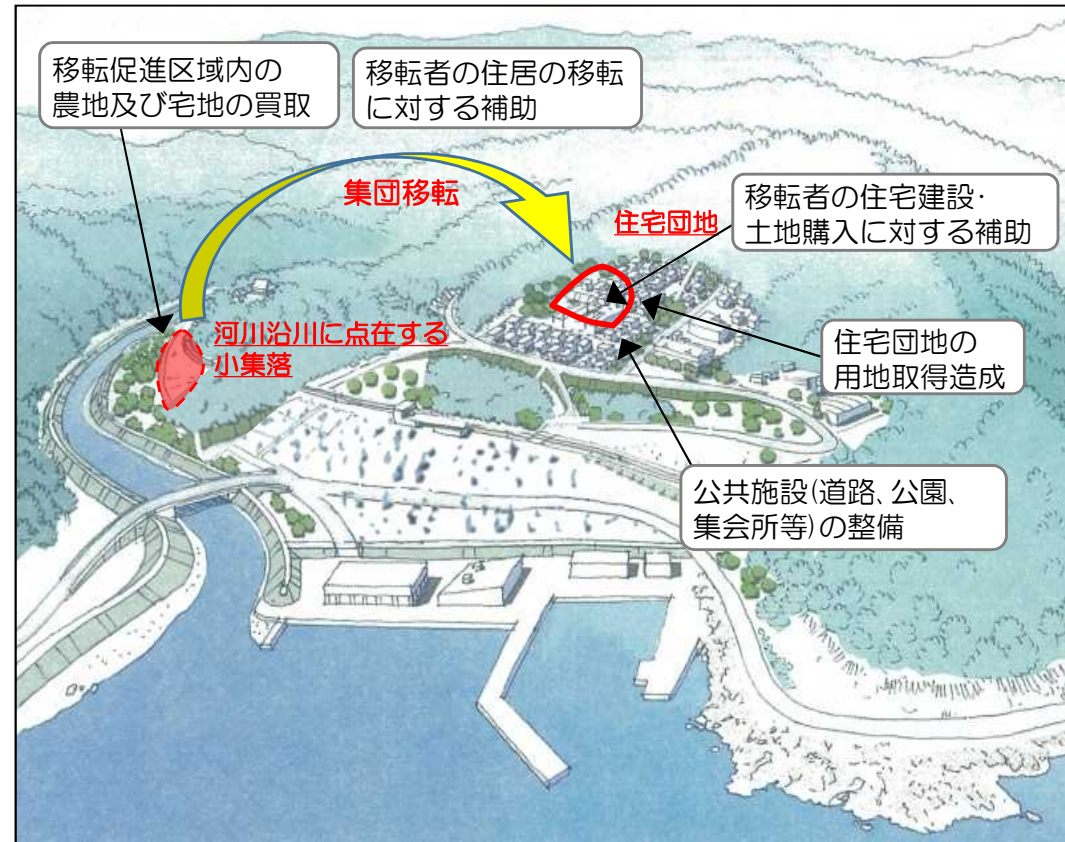 移転促進区域内の
農地及び宅地の買取
移転者の住居の移転
に対する補助
集団移転
住宅団地
移転者の住宅建設・
土地購入に対する補助
河川沿川に点在する
小集落
住宅団地の
用地取得造成
公共施設(道路、公園、
集会所等)の整備